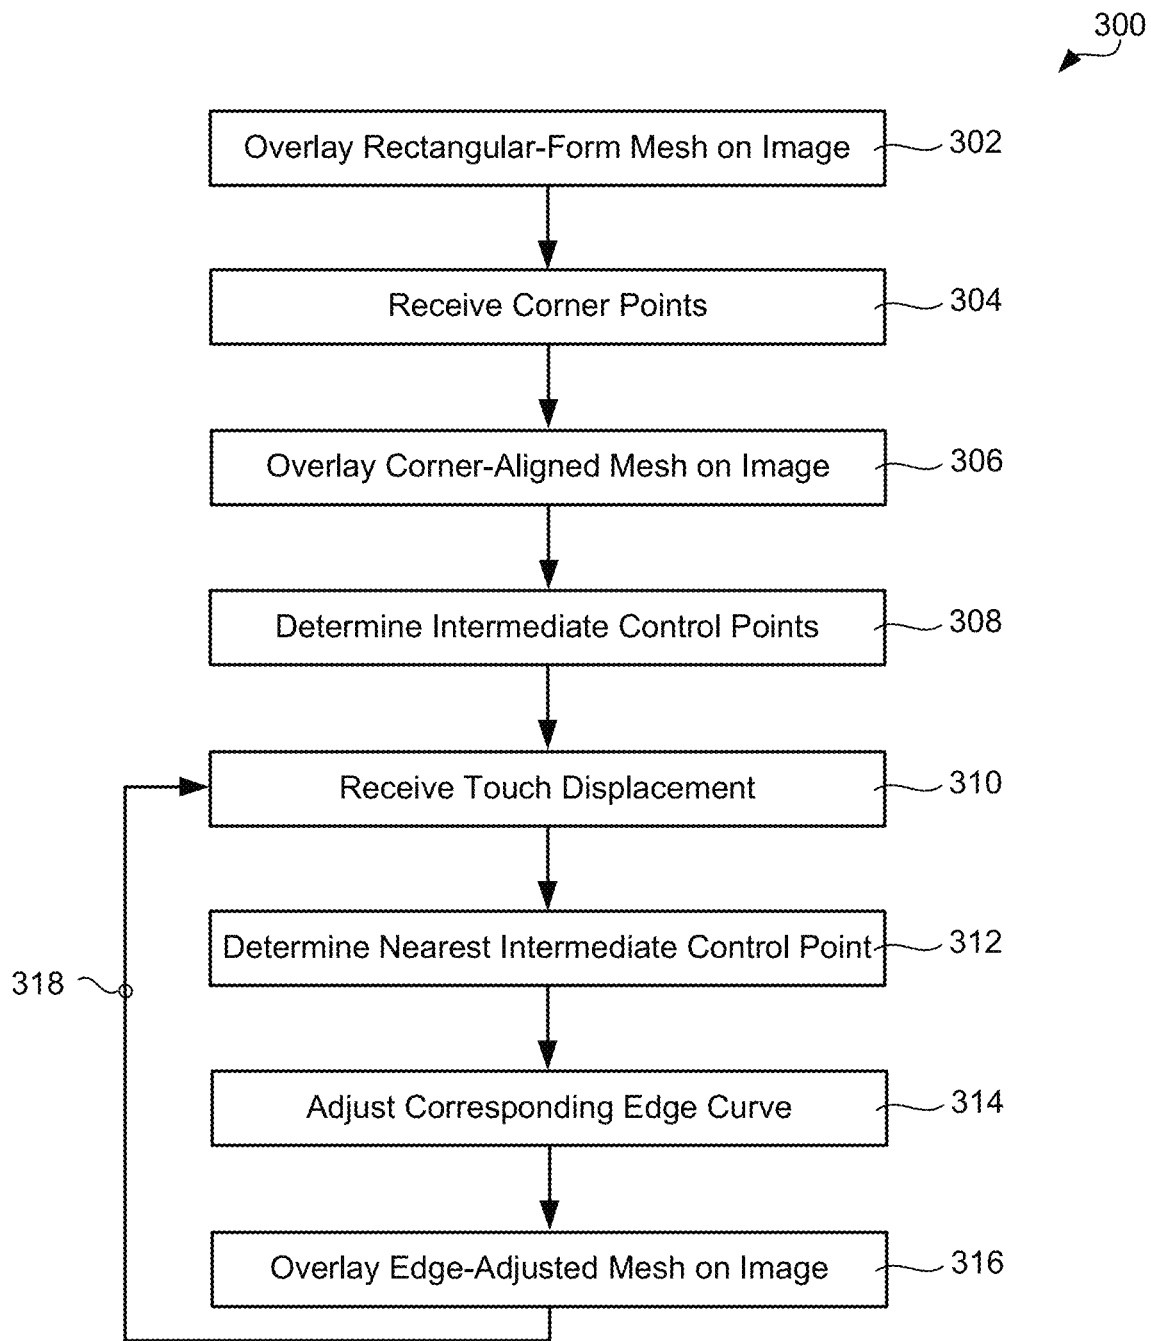 300
Overlay Rectangular-Form Mesh on Image
302
Receive Corner Points
304
Overlay Corner-Aligned Mesh on Image
306
Determine Intermediate Control Points
308
Receive Touch Displacement
310
Determine Nearest Intermediate Control Point
312
318
Adjust Corresponding Edge Curve
314
Overlay Edge-Adjusted Mesh on Image
316